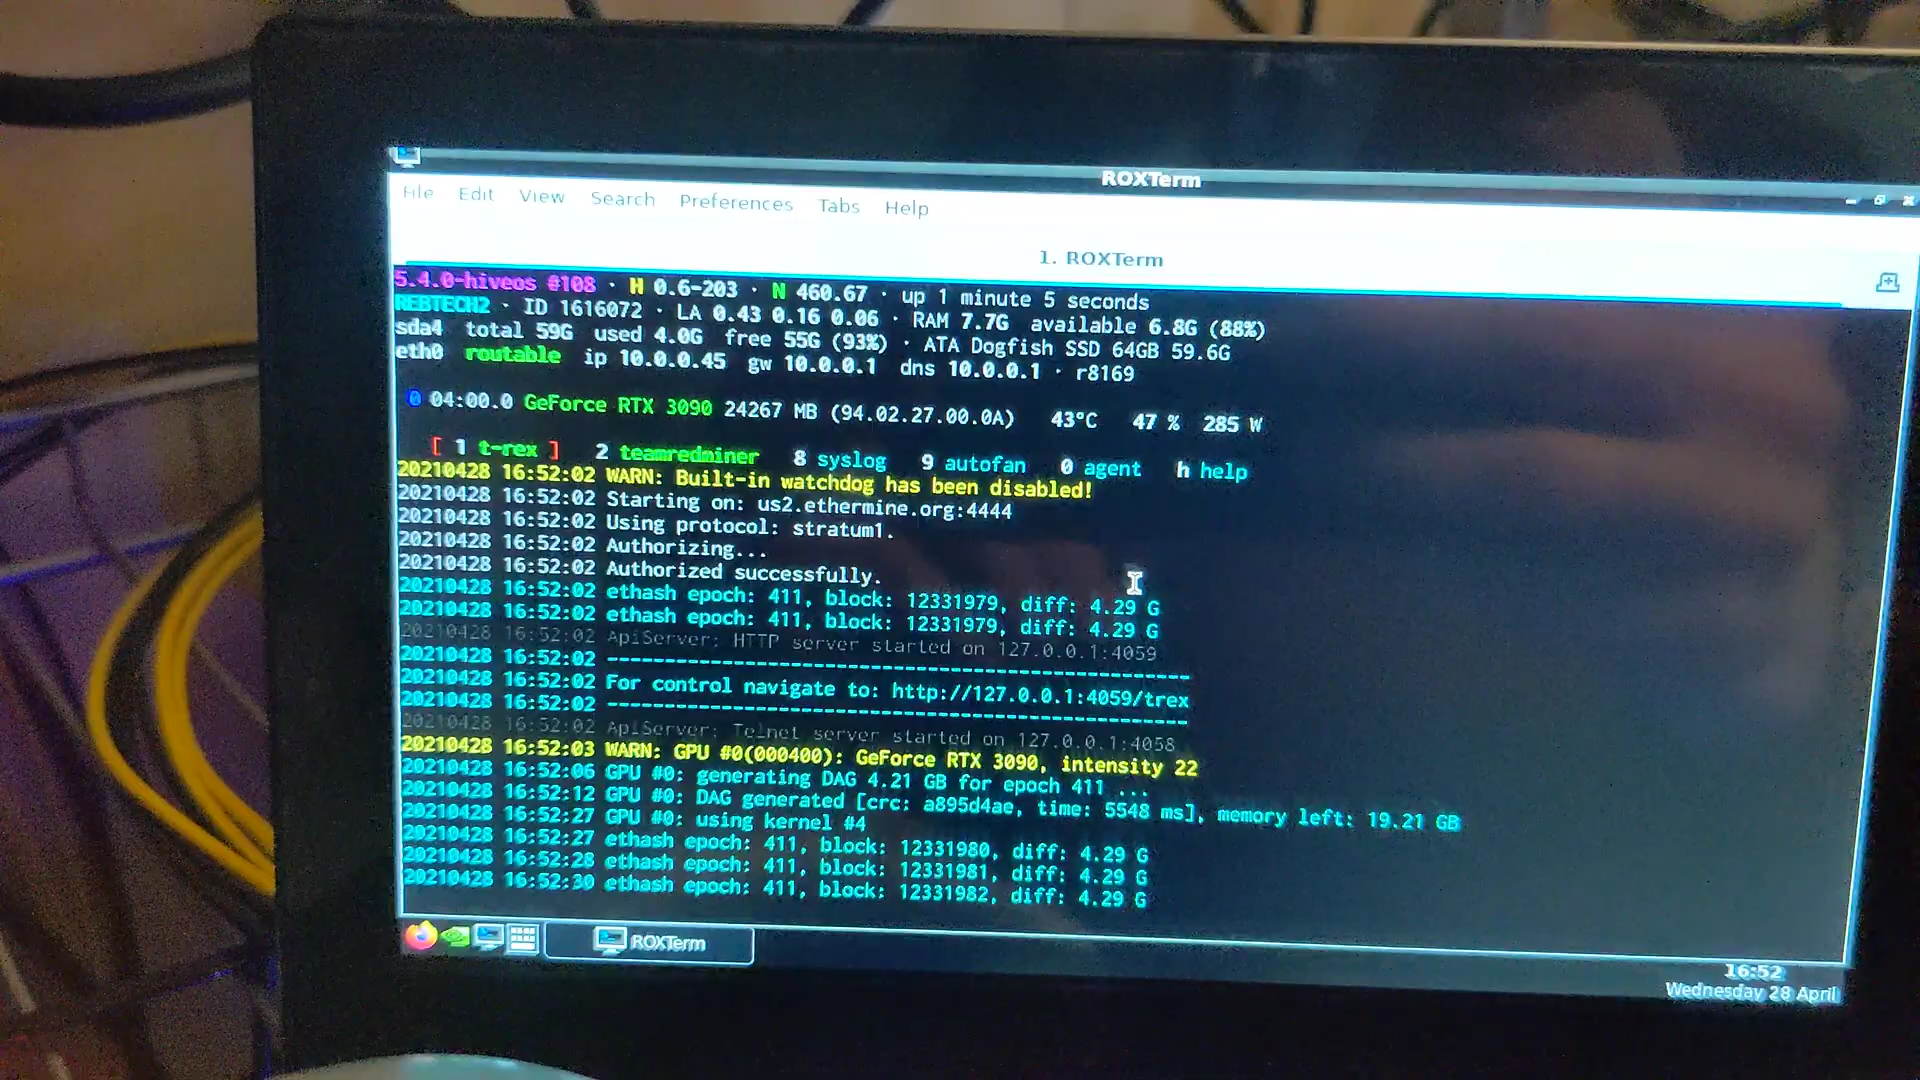 ROXTerm
File Edit View Search Preferences Tabs Help
1. ROXTerm
5.4.0-hiveos #108 · H 0.6-203 · N 460.67 · up 1 minute 5 seconds
REBTECH2 · ID 1616072 · LA 0.43 0.16 0.06 · RAM 7.7G available 6.8G (88%)
sda4 total 59G used 4.0G free 55G (93%) · ATA Dogfish SSD 64GB 59.6G
eth0 routable ip 10.0.0.45 gw 10.0.0.1 dns 10.0.0.1 · r8169
0 04:00.0 GeForce RTX 3090 24267 MB (94.02.27.00.0A) 43°C 47 % 285 W
[ 1 t-rex ] 2 teamredminer 8 syslog 9 autofan 0 agent h help
20210428 16:52:02 WARN: Built-in watchdog has been disabled!
20210428 16:52:02 Starting on: us2.ethermine.org:4444
20210428 16:52:02 Using protocol: stratum1.
20210428 16:52:02 Authorizing...
20210428 16:52:02 Authorized successfully.
20210428 16:52:02 ethash epoch: 411, block: 12331979, diff: 4.29 G
20210428 16:52:02 ethash epoch: 411, block: 12331979, diff: 4.29 G
20210428 16:52:02 ApiServer: HTTP server started on 127.0.0.1:4059
20210428 16:52:02 --------------------------------------------------
20210428 16:52:02 For control navigate to: http://127.0.0.1:4059/trex
20210428 16:52:02 --------------------------------------------------
20210428 16:52:02 ApiServer: Telnet server started on 127.0.0.1:4058
20210428 16:52:03 WARN: GPU #0(000400): GeForce RTX 3090, intensity 22
20210428 16:52:06 GPU #0: generating DAG 4.21 GB for epoch 411 ...
20210428 16:52:12 GPU #0: DAG generated [crc: a895d4ae, time: 5548 ms], memory left: 19.21 GB
20210428 16:52:27 GPU #0: using kernel #4
20210428 16:52:27 ethash epoch: 411, block: 12331980, diff: 4.29 G
20210428 16:52:28 ethash epoch: 411, block: 12331981, diff: 4.29 G
20210428 16:52:30 ethash epoch: 411, block: 12331982, diff: 4.29 G
ROXTerm
16:52
Wednesday 28 April